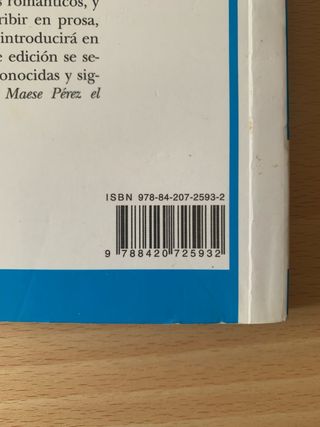 s románticos, y
ribir en prosa,
introducirá en
e edición se se-
onocidas y sig-
Maese Pérez el
ISBN 978-84-207-2593-2
9 788420 725932